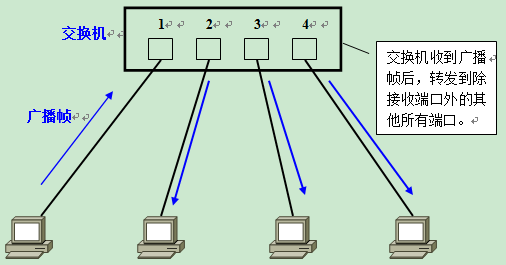 1 2 3 4
交换机
交换机收到广播
帧后，转发到除
接收端口外的其
他所有端口。
广播帧